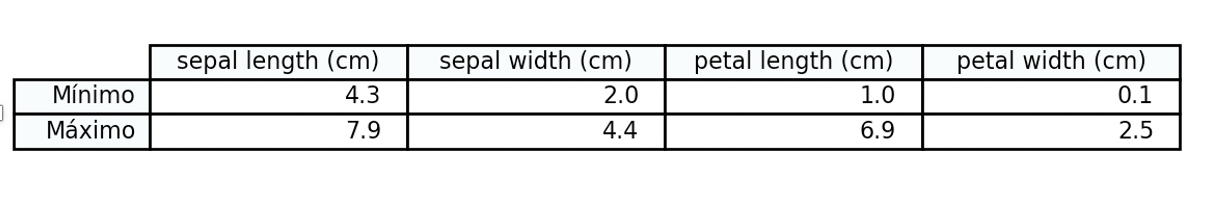 sepal length (cm) sepal width (cm) petal length (cm) petal width (cm)
Mínimo 4.3 2.0 1.0 0.1
Máximo 7.9 4.4 6.9 2.5